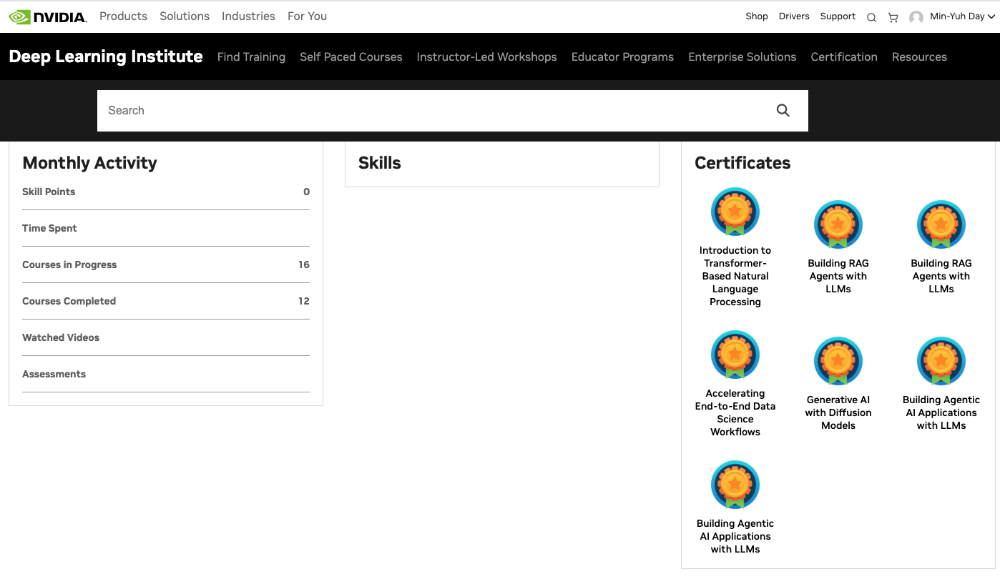 NVIDIA. Products Solutions Industries For You Shop Drivers Support Min-Yuh Day
Deep Learning Institute Find Training Self Paced Courses Instructor-Led Workshops Educator Programs Enterprise Solutions Certification Resources
Search
Monthly Activity
Skill Points 0
Time Spent
Courses in Progress 16
Courses Completed 12
Watched Videos
Assessments
Skills
Certificates
Introduction to
Transformer-
Based Natural
Language
Processing
Building RAG
Agents with
LLMs
Building RAG
Agents with
LLMs
Accelerating
End-to-End Data
Science
Workflows
Generative AI
with Diffusion
Models
Building Agentic
AI Applications
with LLMs
Building Agentic
AI Applications
with LLMs